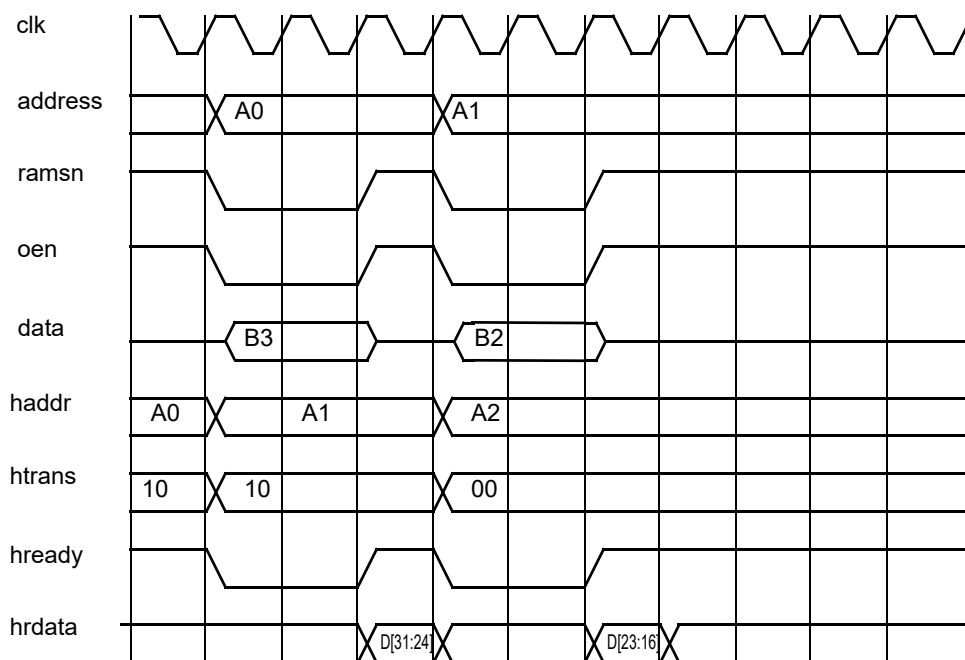 clk
address A0 A1
ramsn
oen
data B3 B2
haddr A0 A1 A2
htrans 10 10 00
hready
hrdata D[31:24] D[23:16]